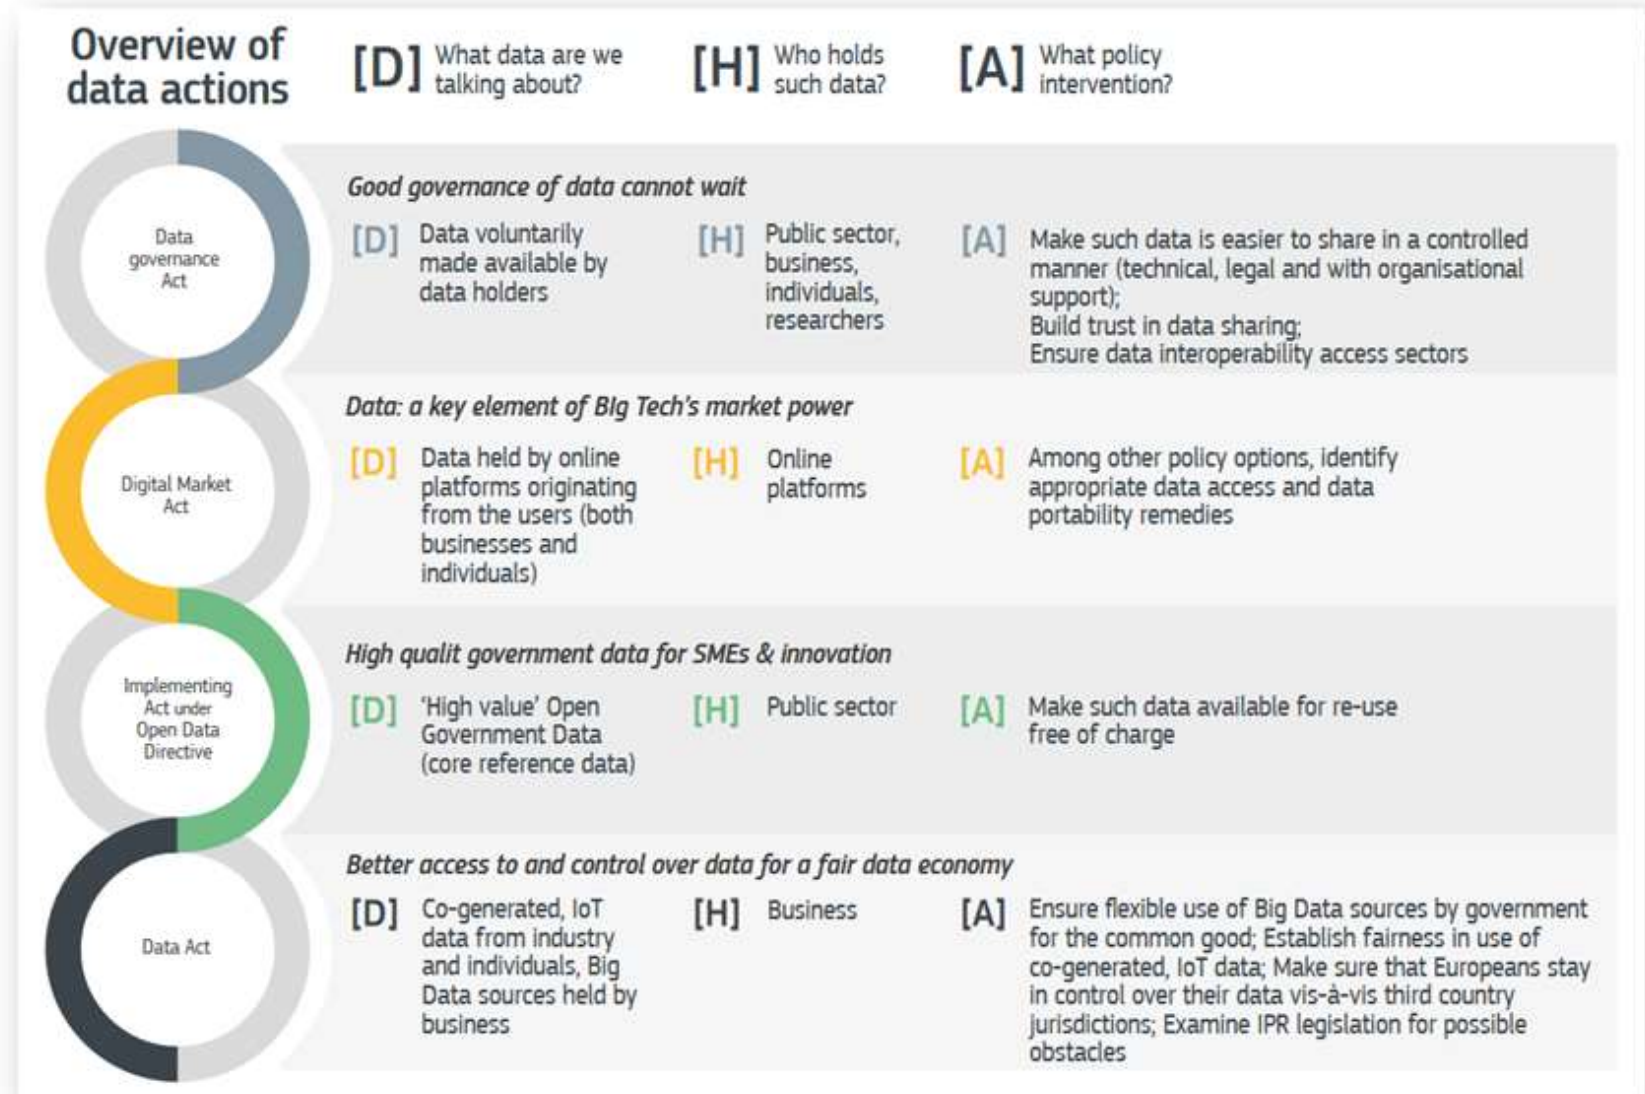 Overview of
data actions
[D] What data are we
talking about?
[H] Who holds
such data?
[A] What policy
intervention?
Data
governance
Act
Good governance of data cannot wait
[D] Data voluntarily
made available by
data holders
[H] Public sector,
business,
individuals,
researchers
[A] Make such data is easier to share in a controlled
manner (technical, legal and with organisational
support);
Build trust in data sharing;
Ensure data interoperability access sectors
Digital Market
Act
Data: a key element of BIg Tech's market power
[D] Data held by online
platforms originating
from the users (both
businesses and
individuals)
[H] Online
platforms
[A] Among other policy options, identify
appropriate data access and data
portability remedies
Implementing
Act under
Open Data
Directive
High qualit government data for SMEs & innovation
[D] 'High value' Open
Government Data
(core reference data)
[H] Public sector
[A] Make such data available for re-use
free of charge
Data Act
Better access to and control over data for a fair data economy
[D] Co-generated, IoT
data from industry
and individuals, Big
Data sources held by
business
[H] Business
[A] Ensure flexible use of Big Data sources by government
for the common good; Establish fairness in use of
co-generated, IoT data; Make sure that Europeans stay
in control over their data vis-à-vis third country
jurisdictions; Examine IPR legislation for possible
obstacles